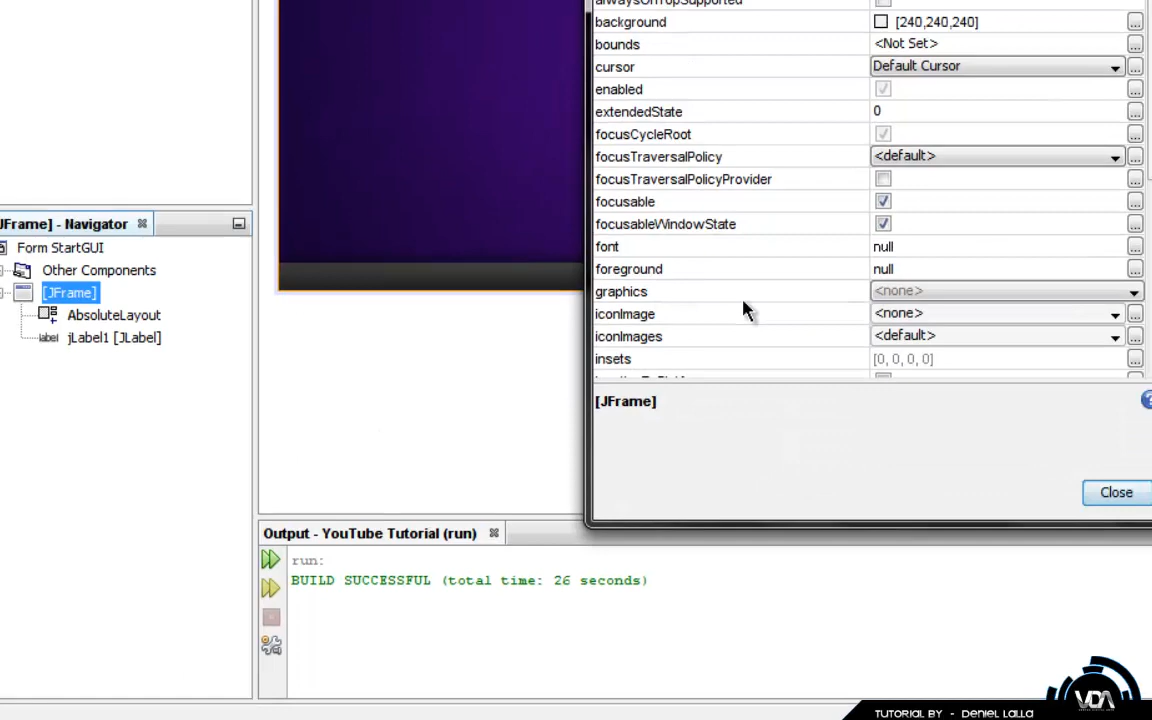 alwaysOnTopSupported
background [240,240,240] ...
bounds <Not Set> ...
cursor Default Cursor ...
enabled ...
extendedState 0 ...
focusCycleRoot ...
focusTraversalPolicy <default> ...
focusTraversalPolicyProvider ...
focusable ...
focusableWindowState ...
font null ...
foreground null ...
graphics <none>
iconImage <none> ...
iconImages <default> ...
insets [0, 0, 0, 0] ...
[JFrame]
Close
JFrame] - Navigator
Form StartGUI
Other Components
[JFrame]
AbsoluteLayout
label jLabel1 [JLabel]
Output - YouTube Tutorial (run)
run:
BUILD SUCCESSFUL (total time: 26 seconds)
VDA
TUTORIAL BY - DENIEL LALLA